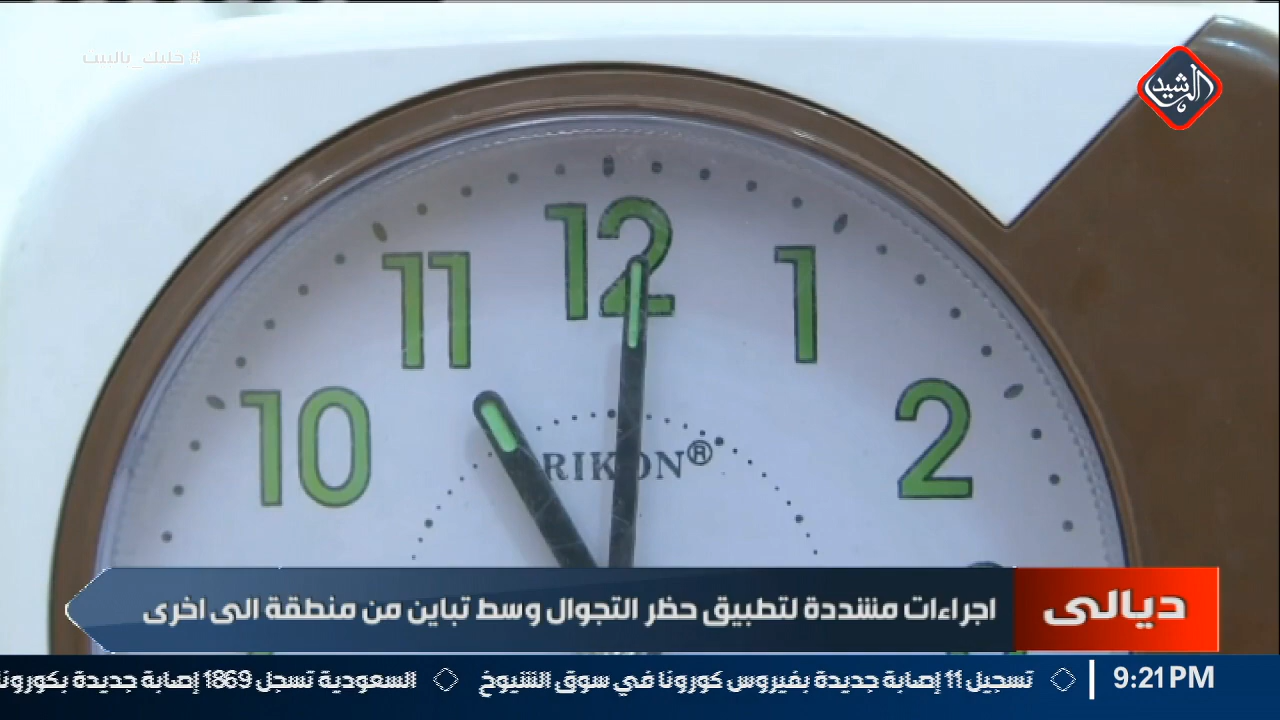 # خليك_بالبيت
الرشيد
12
11
1
10
2
RIKON®
ديالى
اجراءات مشددة لتطبيق حظر التجوال وسط تباين من منطقة الى اخرى
9:21 PM
تسجيل 11 إصابة جديدة بفيروس كورونا في سوق الشيوخ ◇ السعودية تسجل 1869 إصابة جديدة بكورونا